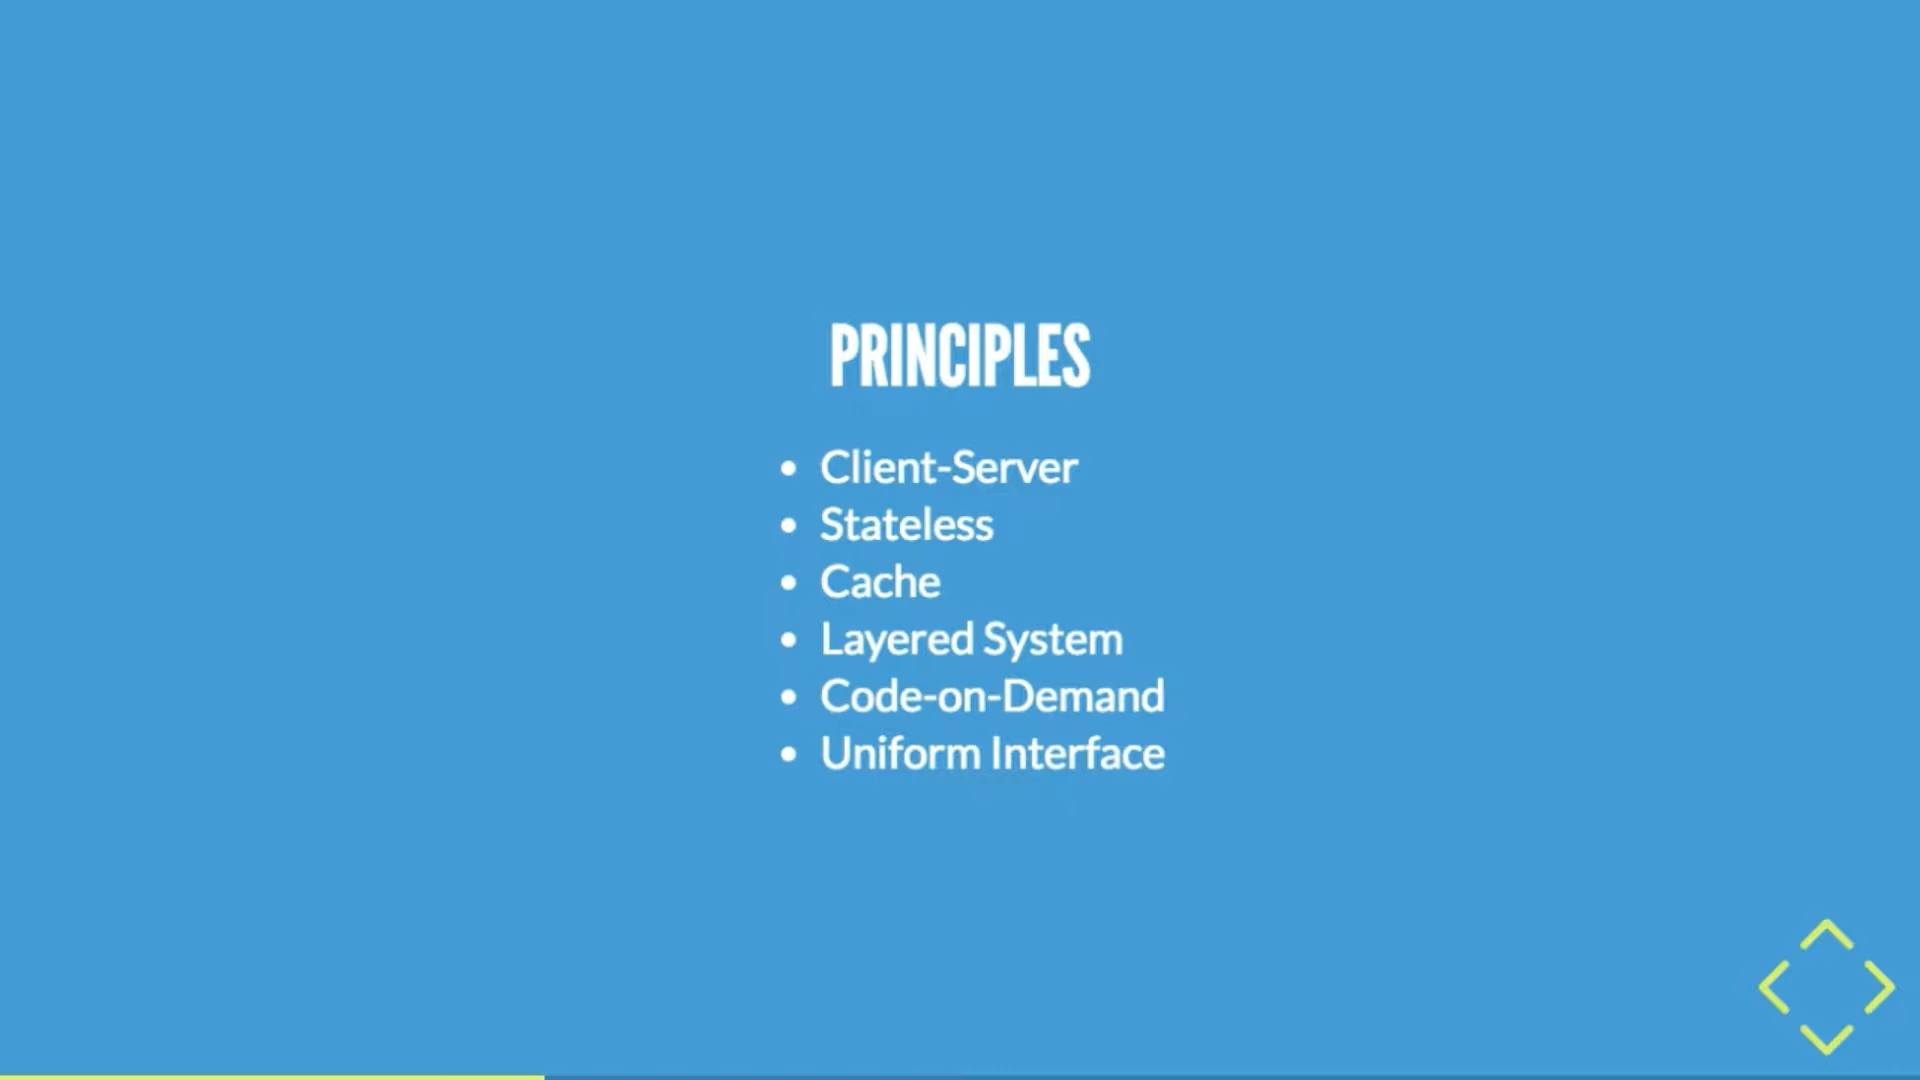 PRINCIPLES
• Client-Server
• Stateless
• Cache
• Layered System
• Code-on-Demand
• Uniform Interface